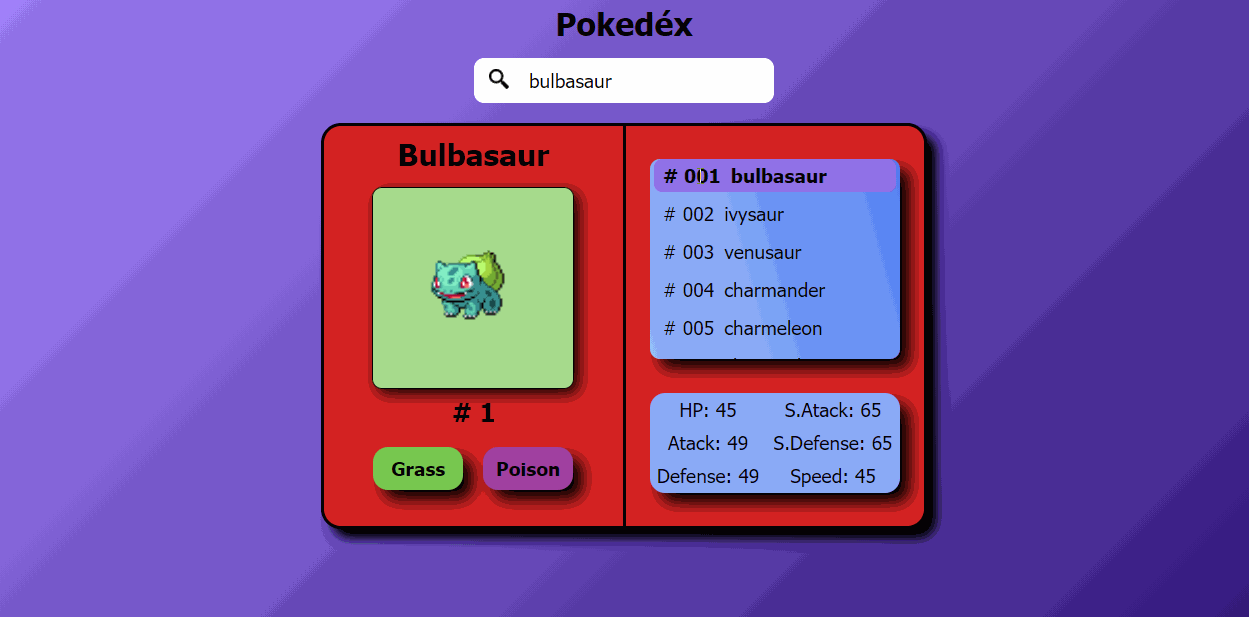 Pokedéx
bulbasaur
Bulbasaur
# 1
Grass Poison
# 001 bulbasaur
# 002 ivysaur
# 003 venusaur
# 004 charmander
# 005 charmeleon
HP: 45 S.Atack: 65
Atack: 49 S.Defense: 65
Defense: 49 Speed: 45